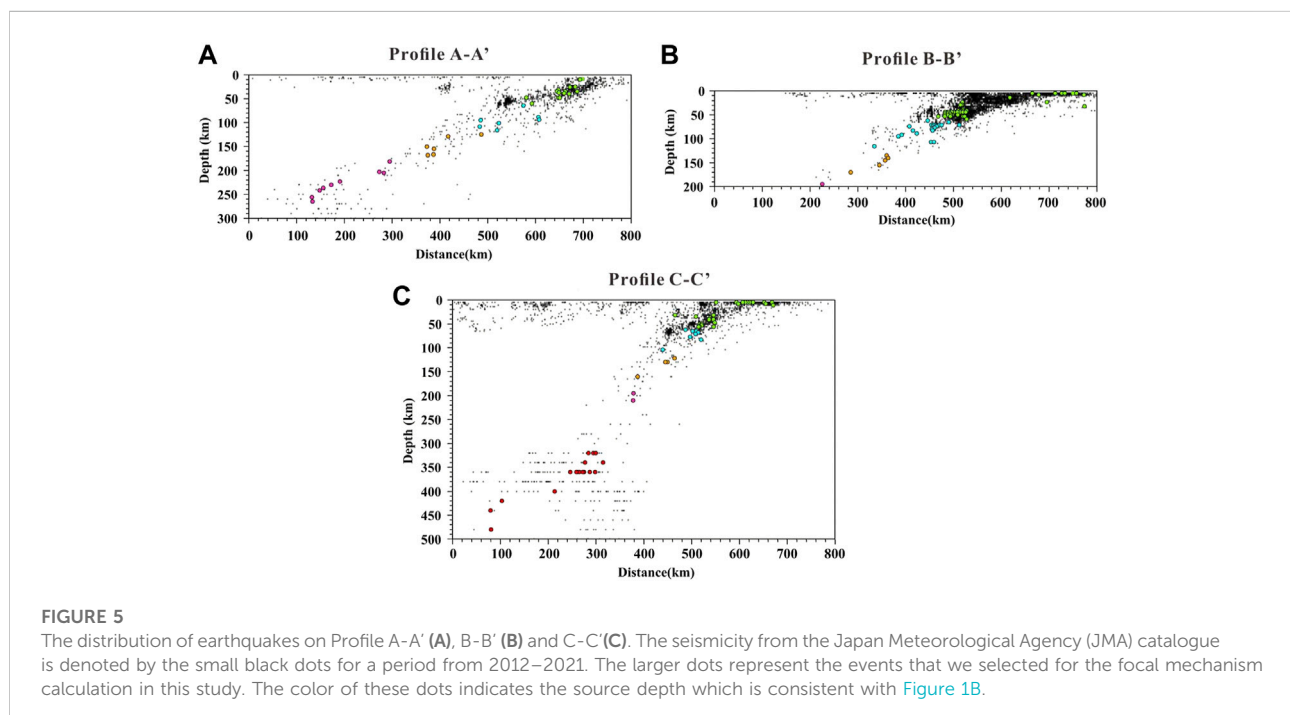 A
Profile A-A'
0
50
100
150
200
250
300
Depth (km)
0 100 200 300 400 500 600 700 800
Distance(km)
B
Profile B-B'
0
50
100
150
200
Depth (km)
0 100 200 300 400 500 600 700 800
Distance(km)
C
Profile C-C'
0
50
100
150
200
250
300
350
400
450
500
Depth (km)
0 100 200 300 400 500 600 700 800
Distance(km)
FIGURE 5
The distribution of earthquakes on Profile A-A' (A), B-B' (B) and C-C'(C). The seismicity from the Japan Meteorological Agency (JMA) catalogue
is denoted by the small black dots for a period from 2012–2021. The larger dots represent the events that we selected for the focal mechanism
calculation in this study. The color of these dots indicates the source depth which is consistent with Figure 1B.